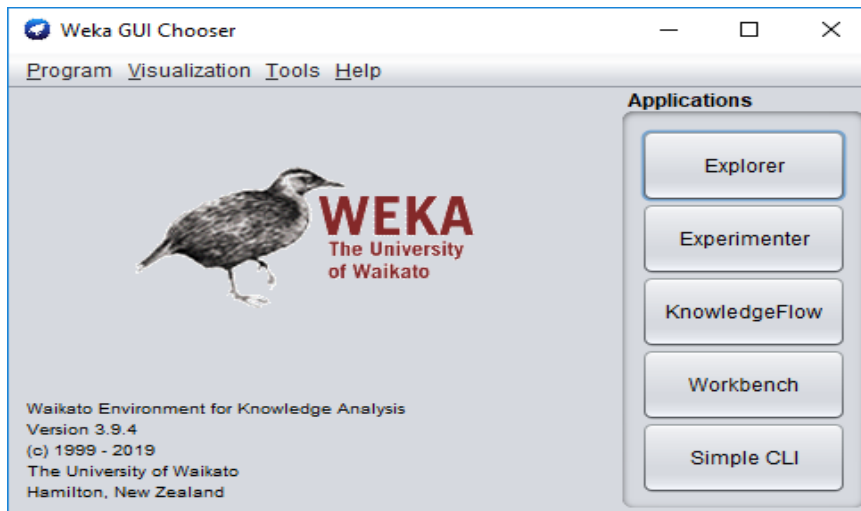 Weka GUI Chooser
Program Visualization Tools Help
Applications
Explorer
Experimenter
KnowledgeFlow
Workbench
Simple CLI
WEKA
The University
of Waikato
Waikato Environment for Knowledge Analysis
Version 3.9.4
(c) 1999 - 2019
The University of Waikato
Hamilton, New Zealand